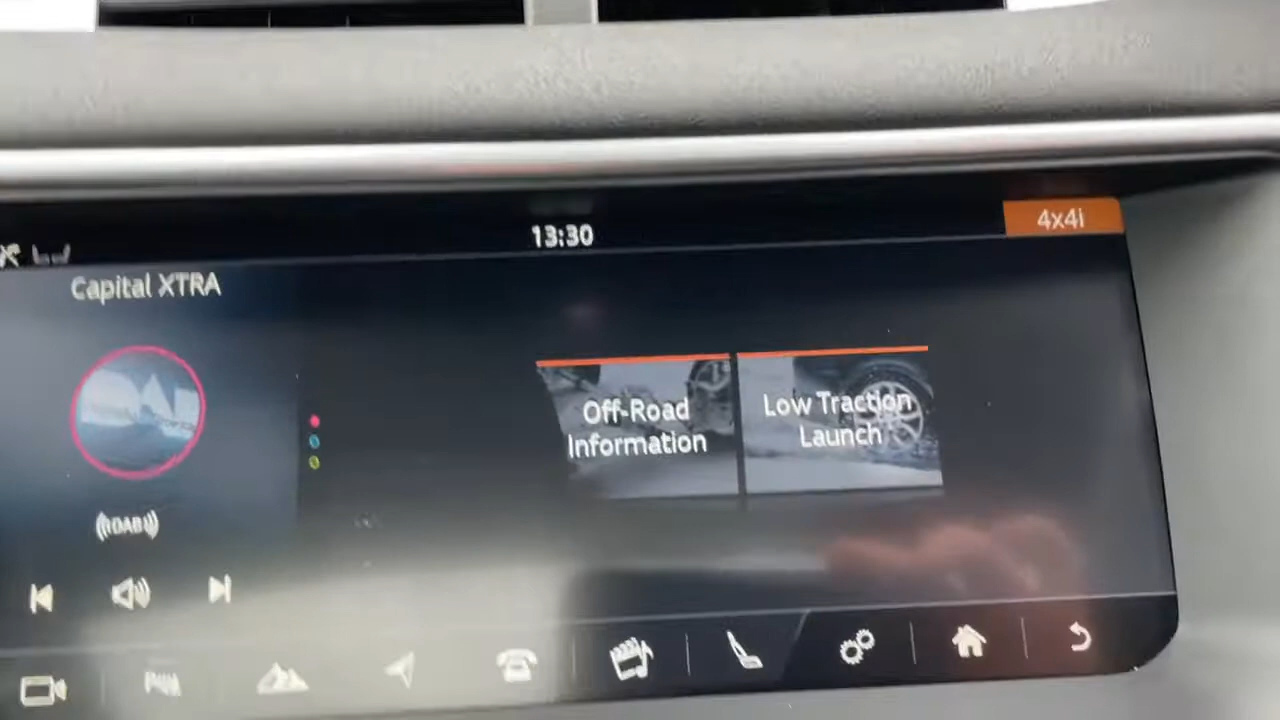 13:30
4x4i
Capital XTRA
Off-Road
Information
Low Traction
Launch
DAB